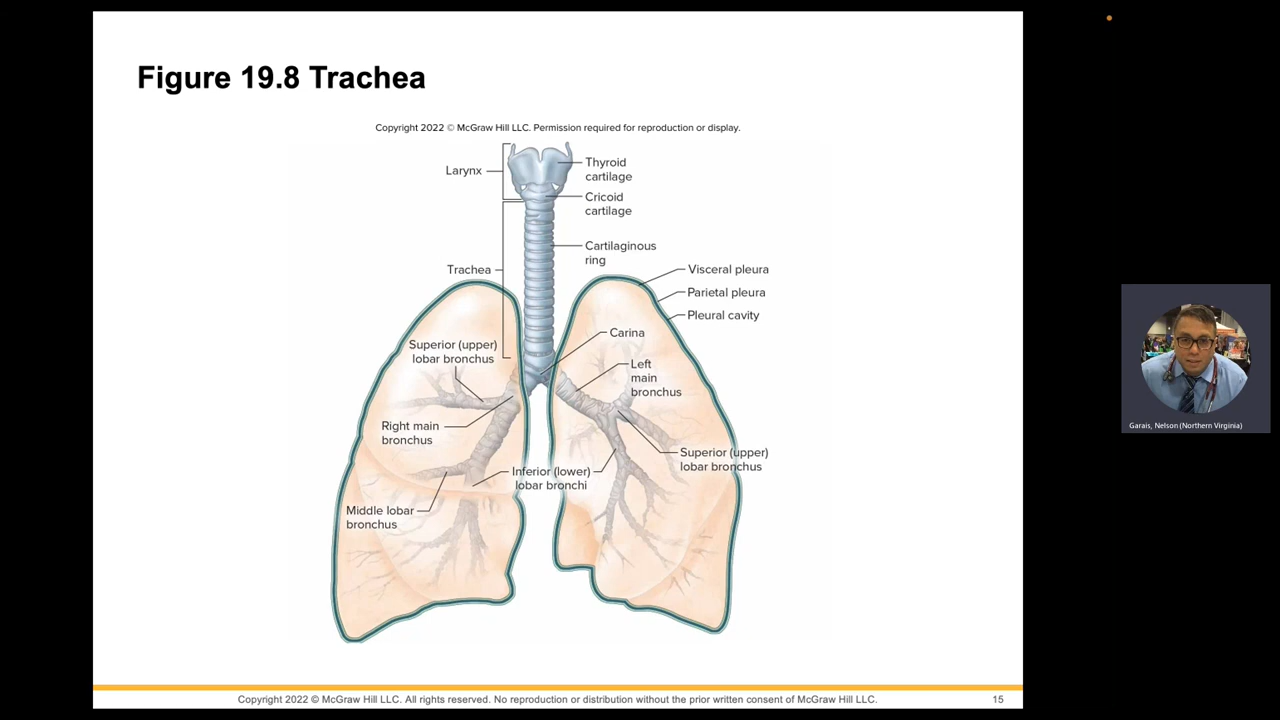 Figure 19.8 Trachea
Copyright 2022 © McGraw Hill LLC. Permission required for reproduction or display.
Larynx
Thyroid
cartilage
Cricoid
cartilage
Cartilaginous
ring
Trachea
Visceral pleura
Parietal pleura
Pleural cavity
Carina
Superior (upper)
lobar bronchus
Left
main
bronchus
Right main
bronchus
Superior (upper)
lobar bronchus
Inferior (lower)
lobar bronchi
Middle lobar
bronchus
Garais, Nelson (Northern Virginia)
Copyright 2022 © McGraw Hill LLC. All rights reserved. No reproduction or distribution without the prior written consent of McGraw Hill LLC.
15